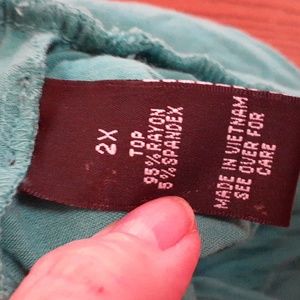 2X
TOP
95% RAYON
5% SPANDEX
MADE IN VIETNAM
SEE OVER FOR
CARE